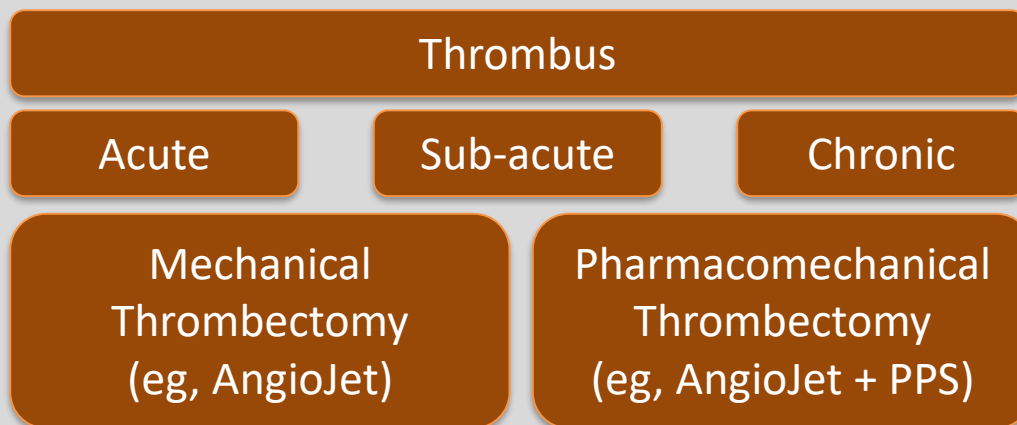 Thrombus
Acute
Sub-acute
Chronic
Mechanical
Thrombectomy
(eg, AngioJet)
Pharmacomechanical
Thrombectomy
(eg, AngioJet + PPS)